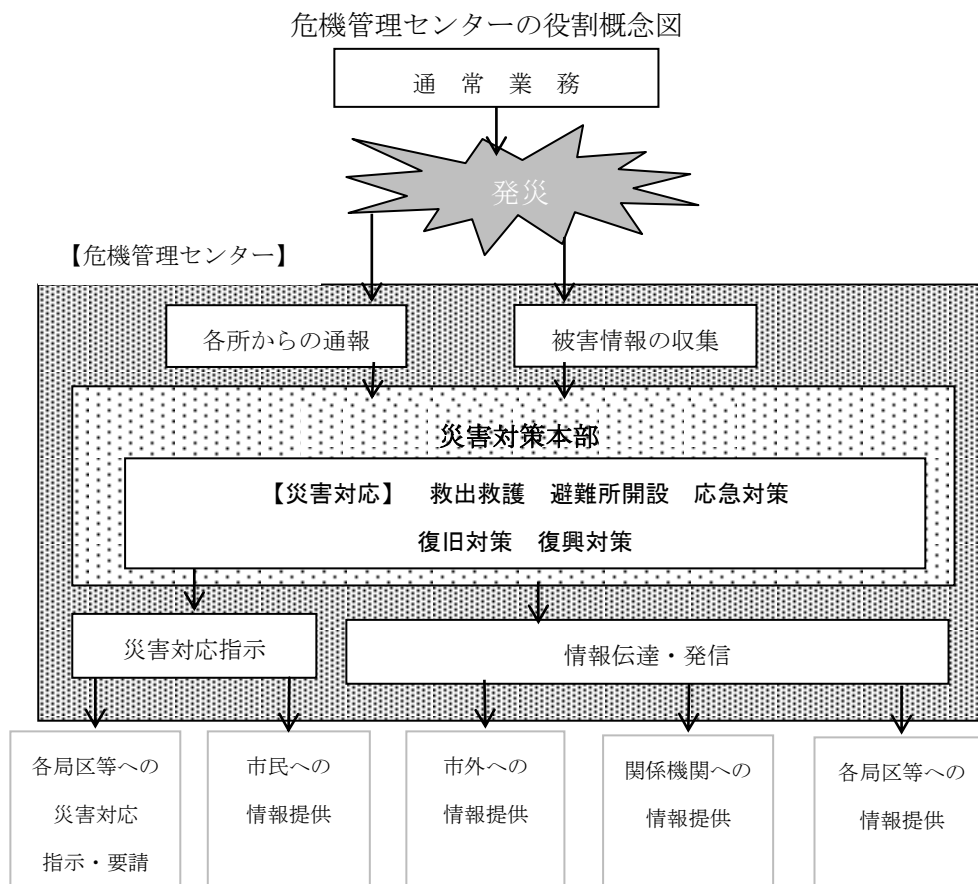 危機管理センターの役割概念図
通常業務
発災
【危機管理センター】
各所からの通報
被害情報の収集
災害対策本部
【災害対応】 救出救護 避難所開設 応急対策
復旧対策 復興対策
災害対応指示
情報伝達・発信
各局区等への
災害対応
指示・要請
市民への
情報提供
市外への
情報提供
関係機関への
情報提供
各局区等への
情報提供